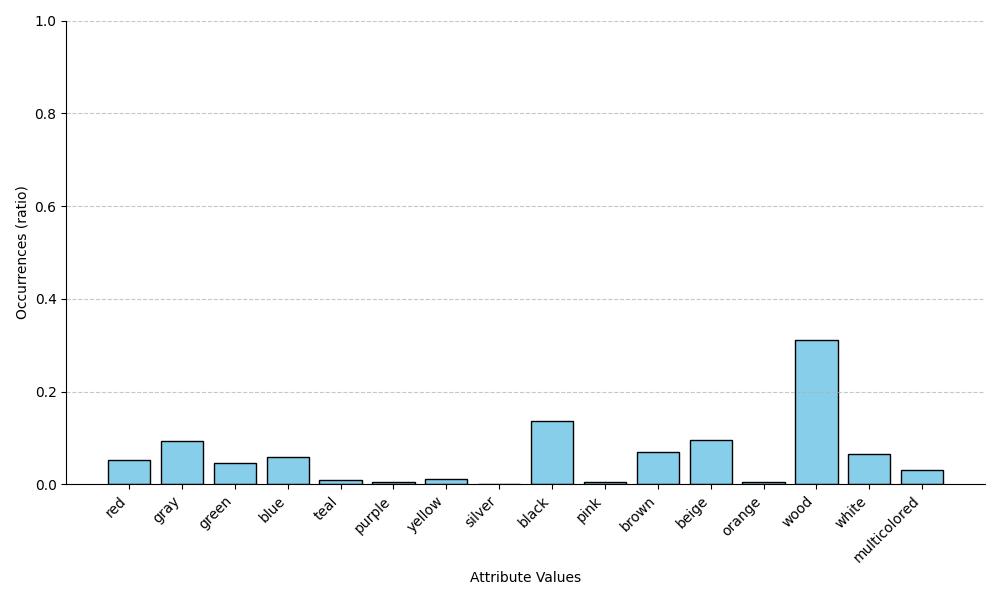 1.0
0.8
0.6
0.4
0.2
0.0
Occurrences (ratio)
red
gray
green
blue
teal
purple
yellow
silver
black
pink
brown
beige
orange
wood
white
multicolored
Attribute Values